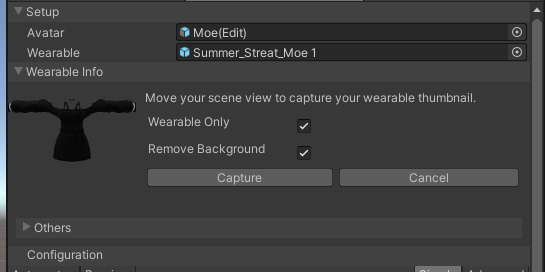 Setup
Avatar Moe(Edit)
Wearable Summer_Streat_Moe 1
Wearable Info
Move your scene view to capture your wearable thumbnail.
Wearable Only
Remove Background
Capture Cancel
Others
Configuration